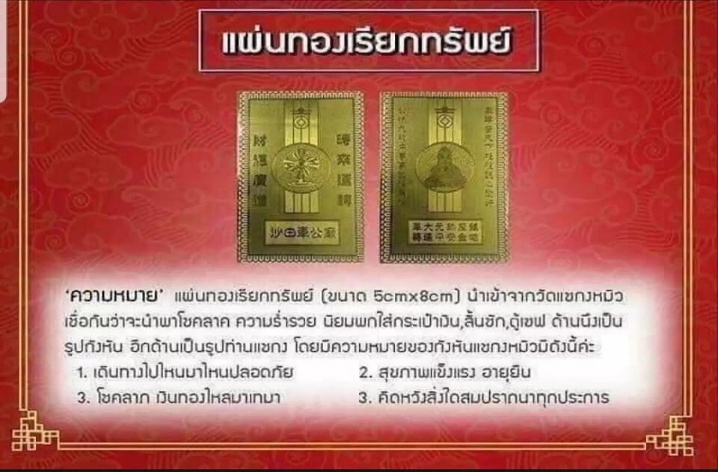 แผ่นทองเรียกทรัพย์
沙田車公廟
'ความหมาย' แผ่นทองเรียกทรัพย์ (ขนาด 5cmx8cm) นำเข้าจากวัดแชกงหมิว
เชื่อกันว่าจะนำพาโชคลาค ความร่ำรวย นิยมพกใส่กระเป๋าเงิน,ลิ้นชัก,ตู้เซฟ ด้านนึงเป็น
รูปกังหัน อีกด้านเป็นรูปท่านแชกง โดยมีความหมายของกังหันแชกงหมิวมีดังนี้ค่ะ
1. เดินทางไปไหนมาไหนปลอดภัย 2. สุขภาพแข็งแรง อายุยืน
3. โชคลาภ เงินทองไหลมาเทมา 3. คิดหวังสิ่งใดสมปราถนาทุกประการ